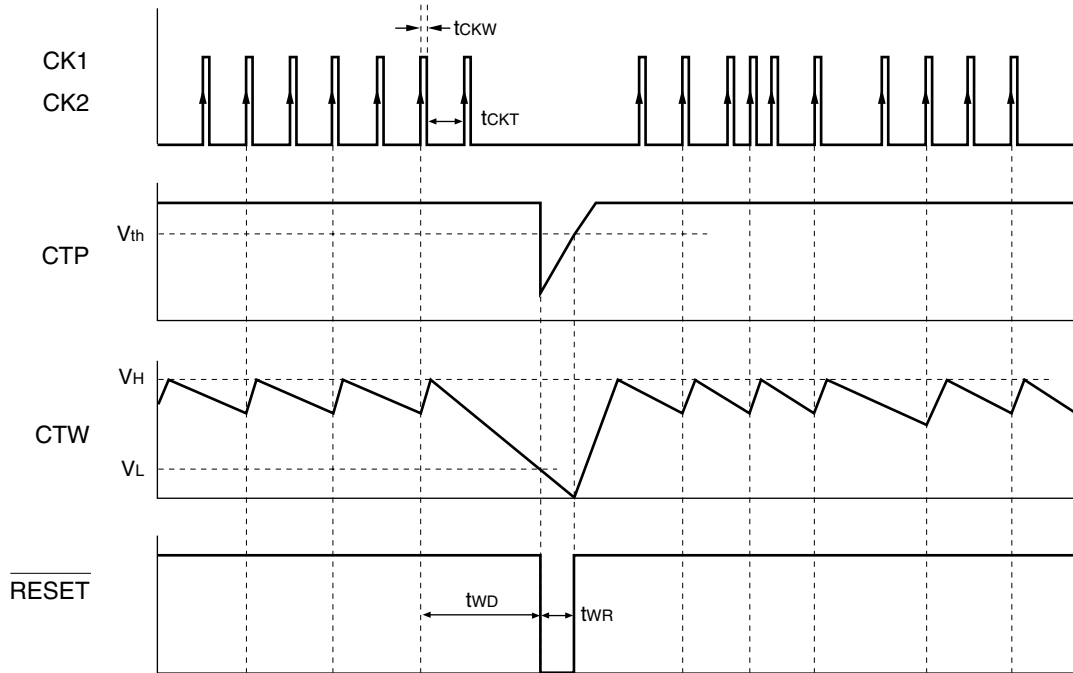 tCKW
CK1
CK2
tCKT
Vth
CTP
VH
CTW
VL
RESET
tWD
tWR